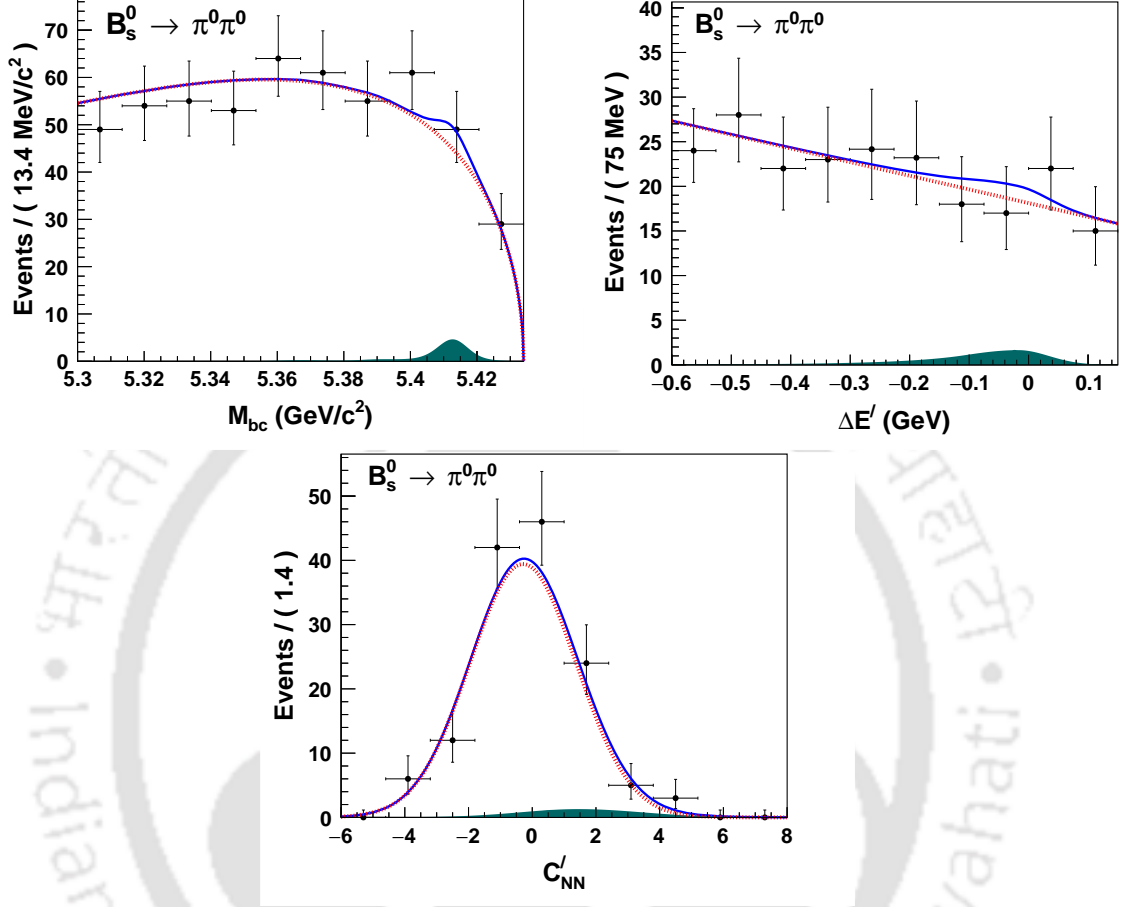 B⁰ₛ → π⁰π⁰
Events / ( 13.4 MeV/c² )
70
60
50
40
30
20
10
0
5.3 5.32 5.34 5.36 5.38 5.4 5.42
M_bc (GeV/c²)
B⁰ₛ → π⁰π⁰
Events / ( 75 MeV )
40
35
30
25
20
15
10
5
0
−0.6 −0.5 −0.4 −0.3 −0.2 −0.1 0 0.1
ΔE′ (GeV)
B⁰ₛ → π⁰π⁰
Events / ( 1.4 )
50
40
30
20
10
0
−6 −4 −2 0 2 4 6 8
C′_NN
Indian